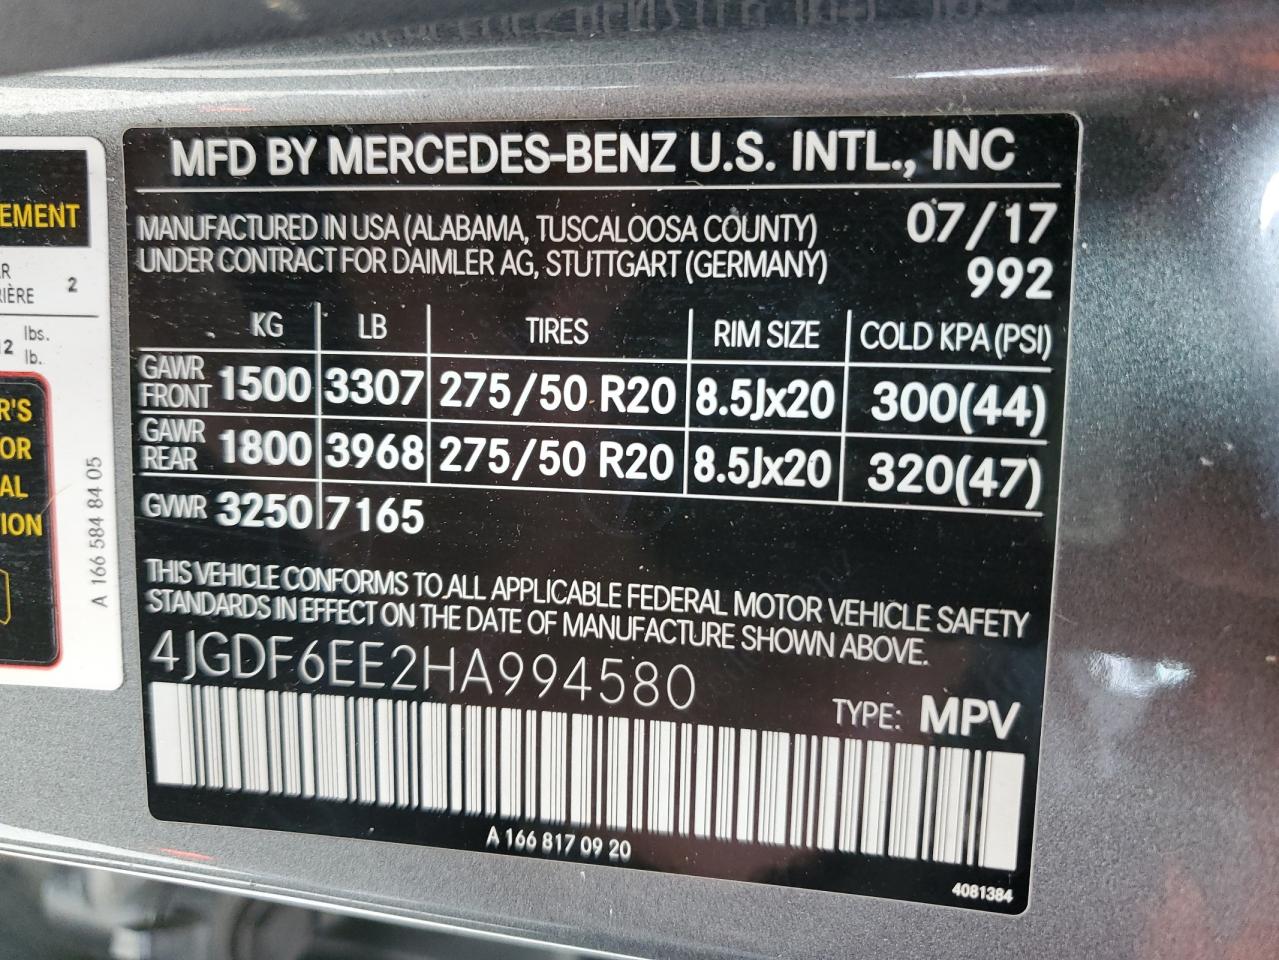 MFD BY MERCEDES-BENZ U.S. INTL., INC
MANUFACTURED IN USA (ALABAMA, TUSCALOOSA COUNTY) 07/17
UNDER CONTRACT FOR DAIMLER AG, STUTTGART (GERMANY) 992
KG LB TIRES RIM SIZE COLD KPA (PSI)
GAWR FRONT 1500 3307 275/50 R20 8.5Jx20 300(44)
GAWR REAR 1800 3968 275/50 R20 8.5Jx20 320(47)
GVWR 3250 7165
THIS VEHICLE CONFORMS TO ALL APPLICABLE FEDERAL MOTOR VEHICLE SAFETY
STANDARDS IN EFFECT ON THE DATE OF MANUFACTURE SHOWN ABOVE.
4JGDF6EE2HA994580
TYPE: MPV
A 166 817 09 20
4081384
EMENT
2
lbs.
lb.
R'S
OR
AL
ION
A 166 584 84 05